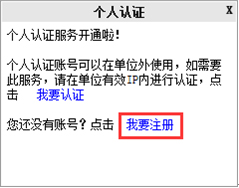 个人认证
X
个人认证服务开通啦！
个人认证账号可以在单位外使用，如需要
此服务，请在单位有效IP内进行认证，点
击 我要认证
您还没有账号？点击 我要注册